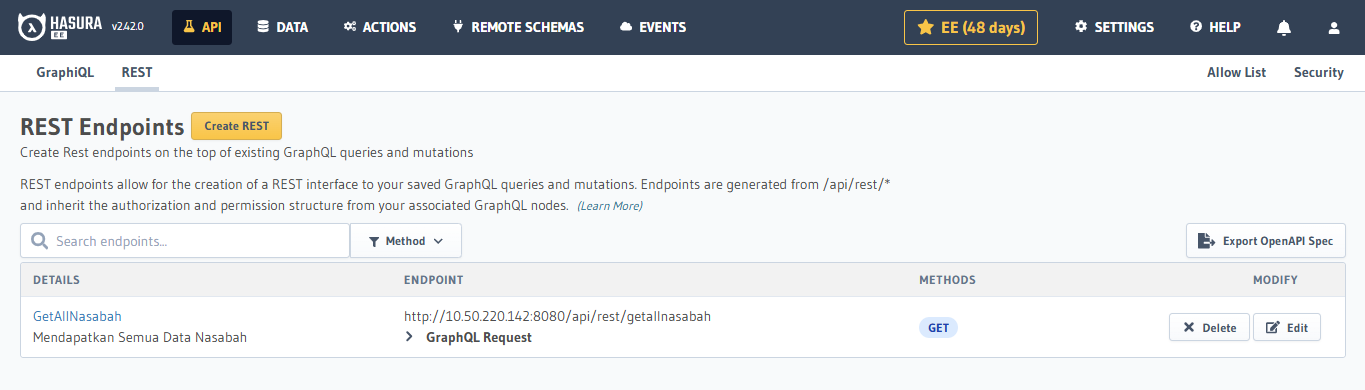 HASURA EE v2.42.0 API DATA ACTIONS REMOTE SCHEMAS EVENTS EE (48 days) SETTINGS HELP
GraphiQL REST Allow List Security
REST Endpoints Create REST
Create Rest endpoints on the top of existing GraphQL queries and mutations
REST endpoints allow for the creation of a REST interface to your saved GraphQL queries and mutations. Endpoints are generated from /api/rest/*
and inherit the authorization and permission structure from your associated GraphQL nodes. (Learn More)
Search endpoints... Method Export OpenAPI Spec
DETAILS ENDPOINT METHODS MODIFY
GetAllNasabah http://10.50.220.142:8080/api/rest/getallnasabah GET Delete Edit
Mendapatkan Semua Data Nasabah GraphQL Request